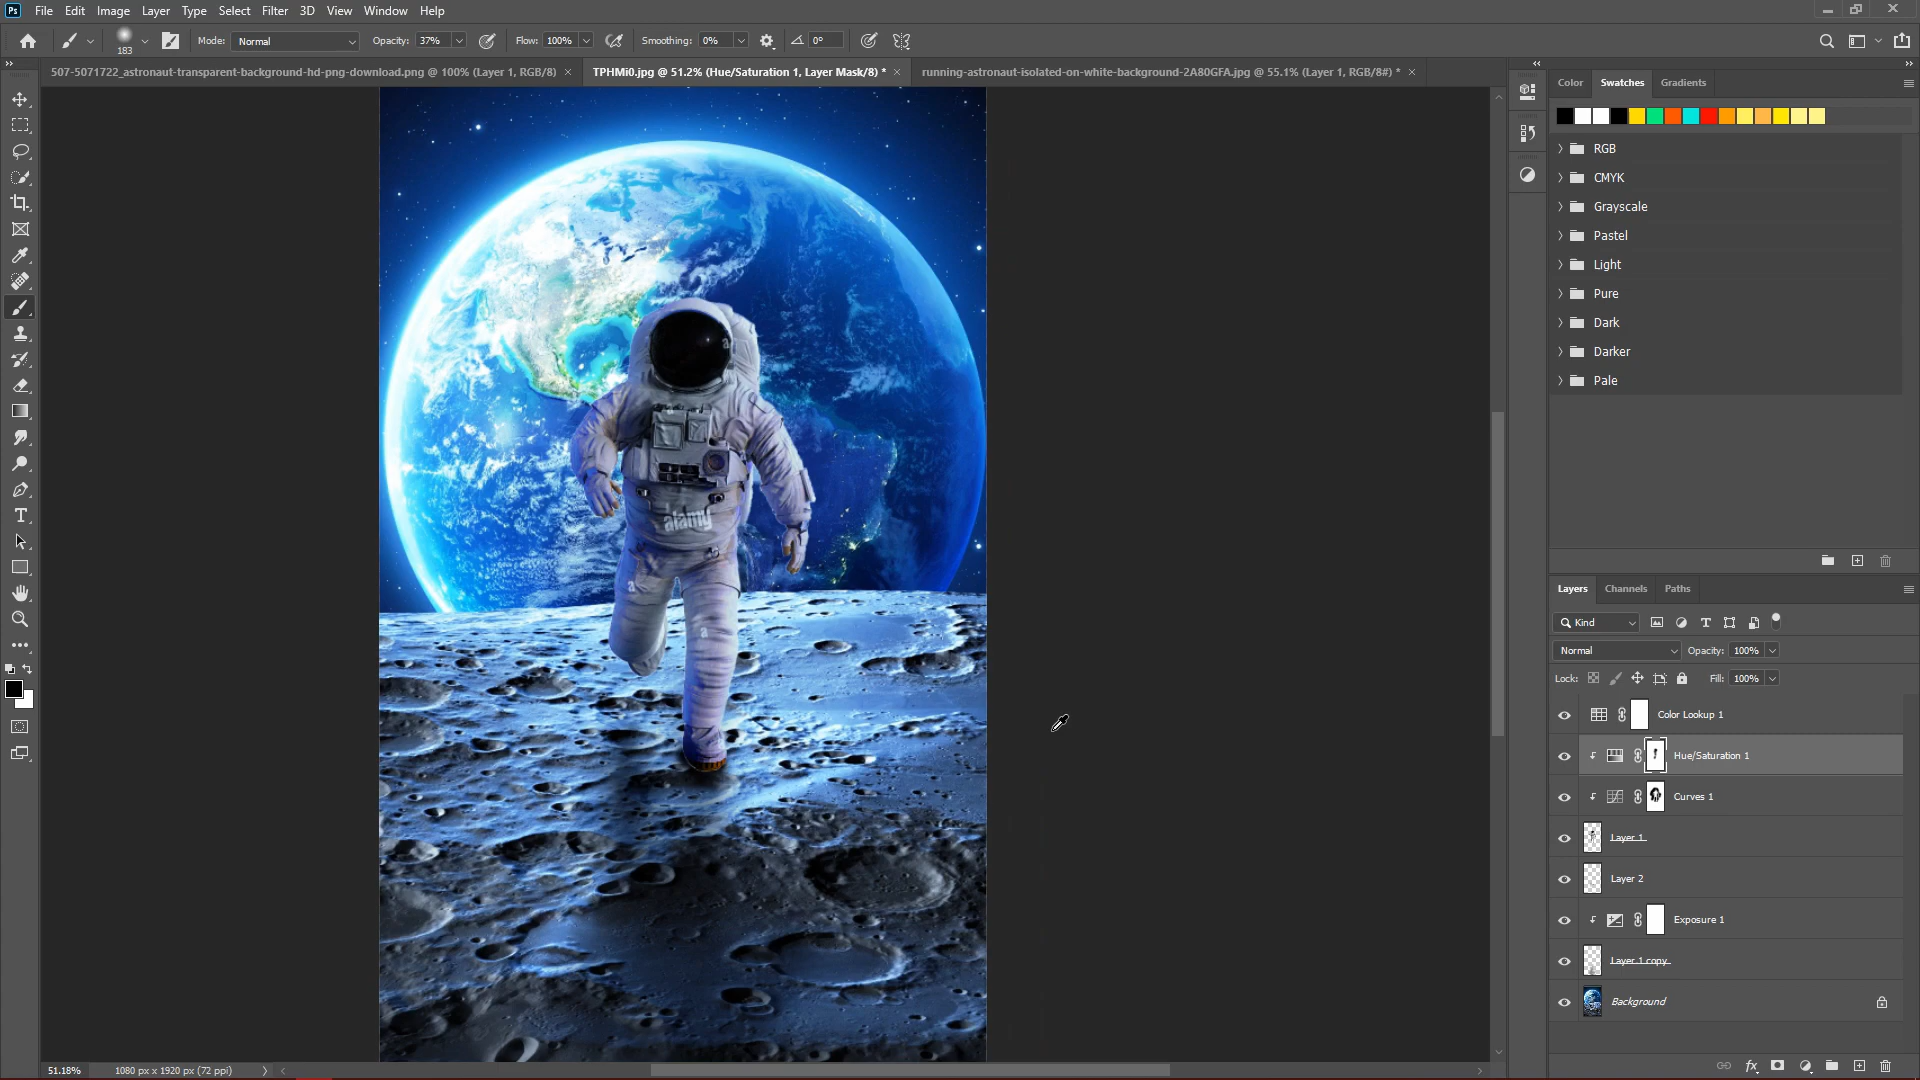 Ps File Edit Image Layer Type Select Filter 3D View Window Help
183 Mode: Normal Opacity: 37% Flow: 100% Smoothing: 0% 0°
507-5071722_astronaut-transparent-background-hd-png-download.png @ 100% (Layer 1, RGB/8) × TPHMi0.jpg @ 51.2% (Hue/Saturation 1, Layer Mask/8) * × running-astronaut-isolated-on-white-background-2A80GFA.jpg @ 55.1% (Layer 1, RGB/8#) * ×
Color Swatches Gradients
RGB
CMYK
Grayscale
Pastel
Light
Pure
Dark
Darker
Pale
a
alamy
a
a
Layers Channels Paths
Kind
Normal Opacity: 100%
Lock: Fill: 100%
Color Lookup 1
Hue/Saturation 1
Curves 1
Layer 1
Layer 2
Exposure 1
Layer 1 copy
Background
51.18% 1080 px x 1920 px (72 ppi)